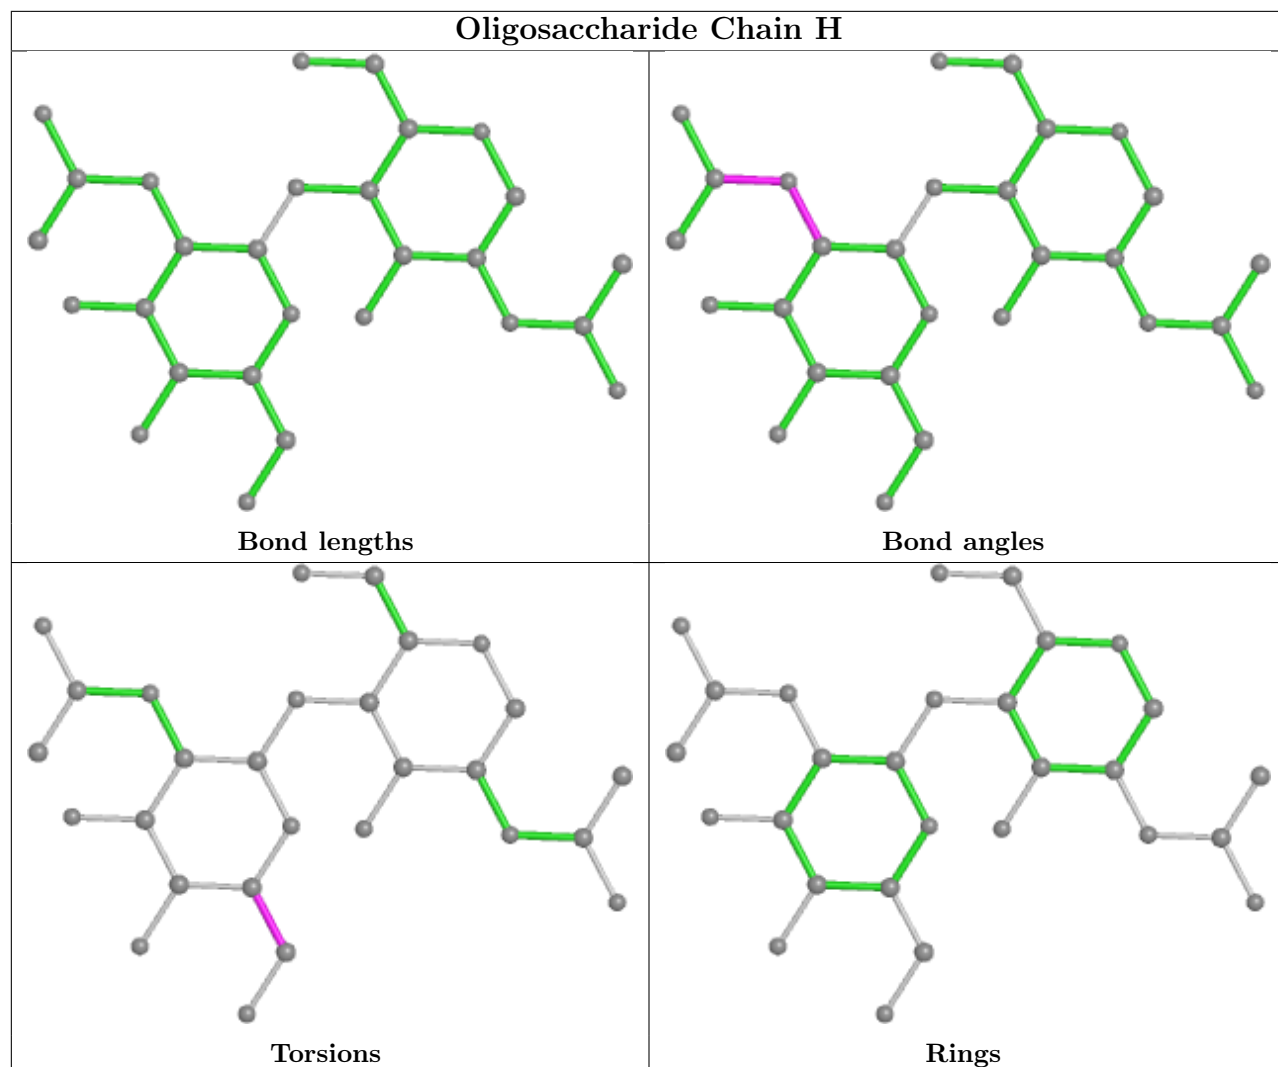 Oligosaccharide Chain H
Bond lengths
Bond angles
Torsions
Rings